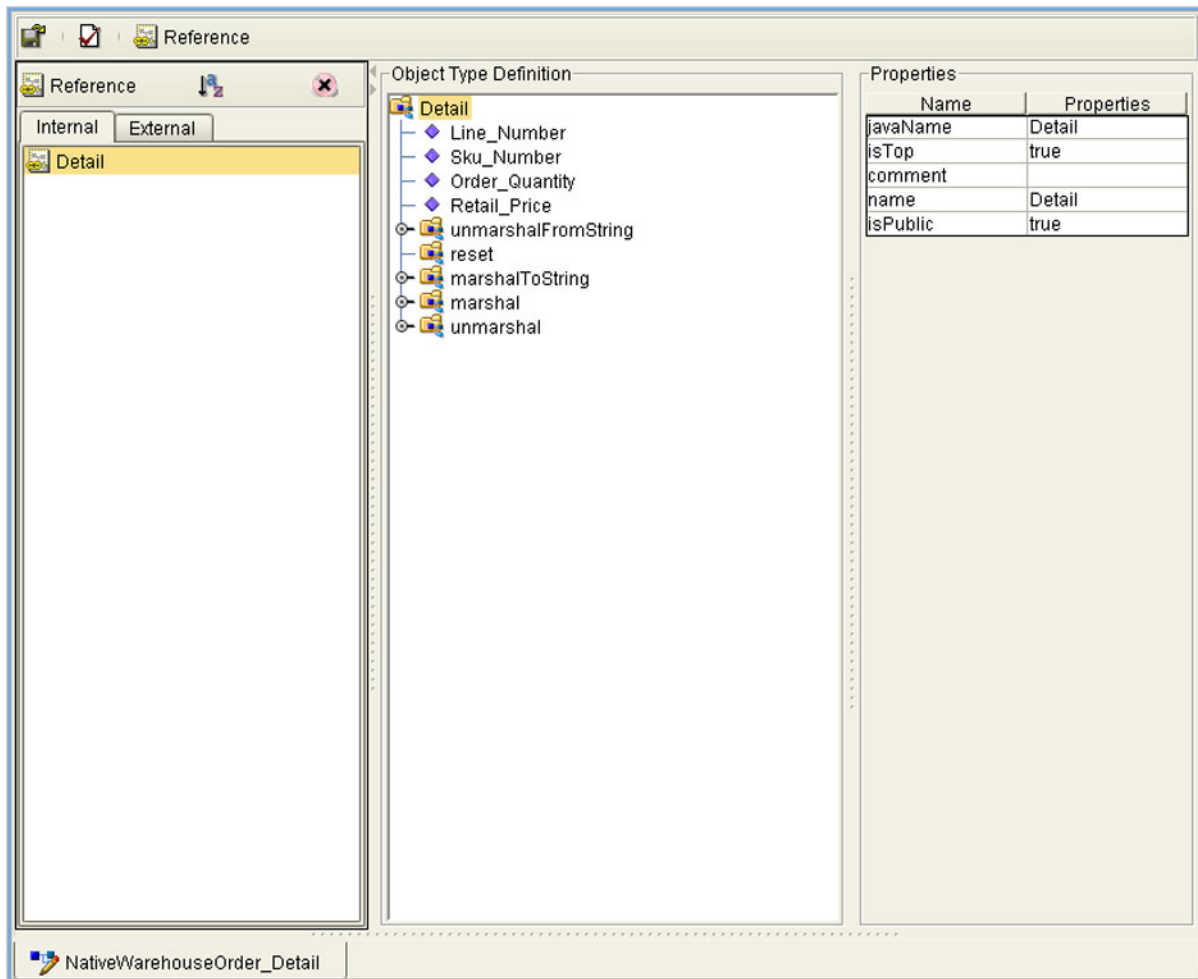 Reference
Reference
Internal External
Detail
Object Type Definition
Detail
Line_Number
Sku_Number
Order_Quantity
Retail_Price
unmarshalFromString
reset
marshalToString
marshal
unmarshal
Properties
Name Properties
javaName Detail
isTop true
comment
name Detail
isPublic true
NativeWarehouseOrder_Detail